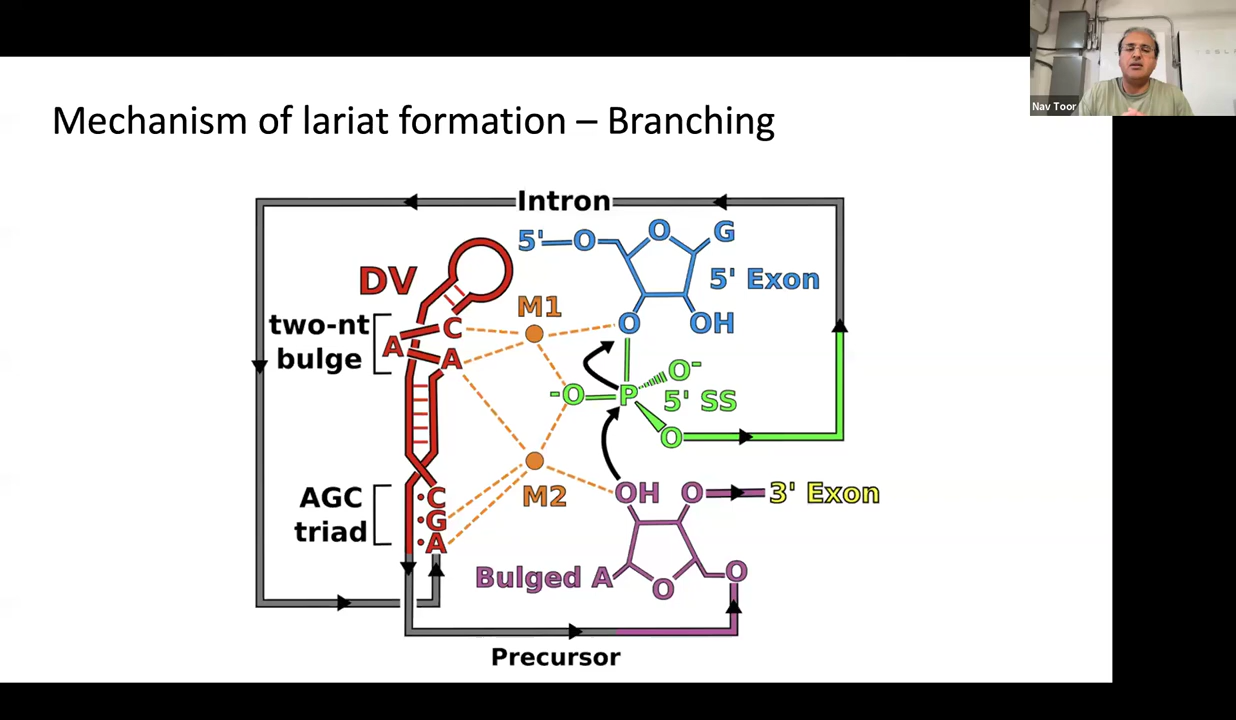 Nav Toor
Mechanism of lariat formation – Branching
Intron
5' O O G
DV
5' Exon
M1
two-nt
bulge
C
A
A
O OH
O-
-O P 5' SS
O
AGC
triad
C
G
A
M2
OH O 3' Exon
Bulged A O O
Precursor